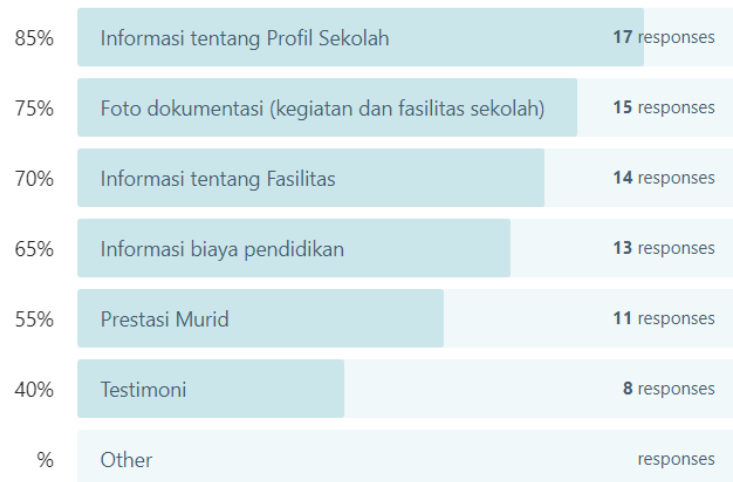 85% Informasi tentang Profil Sekolah 17 responses
75% Foto dokumentasi (kegiatan dan fasilitas sekolah) 15 responses
70% Informasi tentang Fasilitas 14 responses
65% Informasi biaya pendidikan 13 responses
55% Prestasi Murid 11 responses
40% Testimoni 8 responses
% Other responses